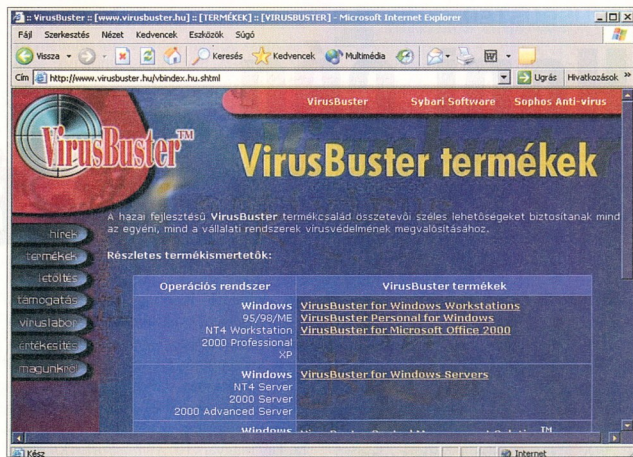 :: VirusBuster :: [www.virusbuster.hu] :: [TERMÉKEK] :: [VIRUSBUSTER] - Microsoft Internet Explorer
Fájl Szerkesztés Nézet Kedvencek Eszközök Súgó
Vissza Keresés Kedvencek Multimédia
Cím http://www.virusbuster.hu/vbindex.hu.shtml Ugrás Hivatkozások »
VirusBuster Sybari Software Sophos Anti-virus
VirusBuster™
VirusBuster termékek
A hazai fejlesztésű VirusBuster termékcsalád összetevői széles lehetőségeket biztosítanak mind
az egyéni, mind a vállalati rendszerek vírusvédelmének megvalósításához.
hírek
termékek
letöltés
támogatás
víruslabor
értékesítés
magunkról
Részletes termékismertetők:
Operációs rendszer VirusBuster termékek
Windows VirusBuster for Windows Workstations
95/98/ME VirusBuster Personal for Windows
NT4 Workstation VirusBuster for Microsoft Office 2000
2000 Professional
XP
Windows VirusBuster for Windows Servers
NT4 Server
2000 Server
2000 Advanced Server
Windows
Kész Internet